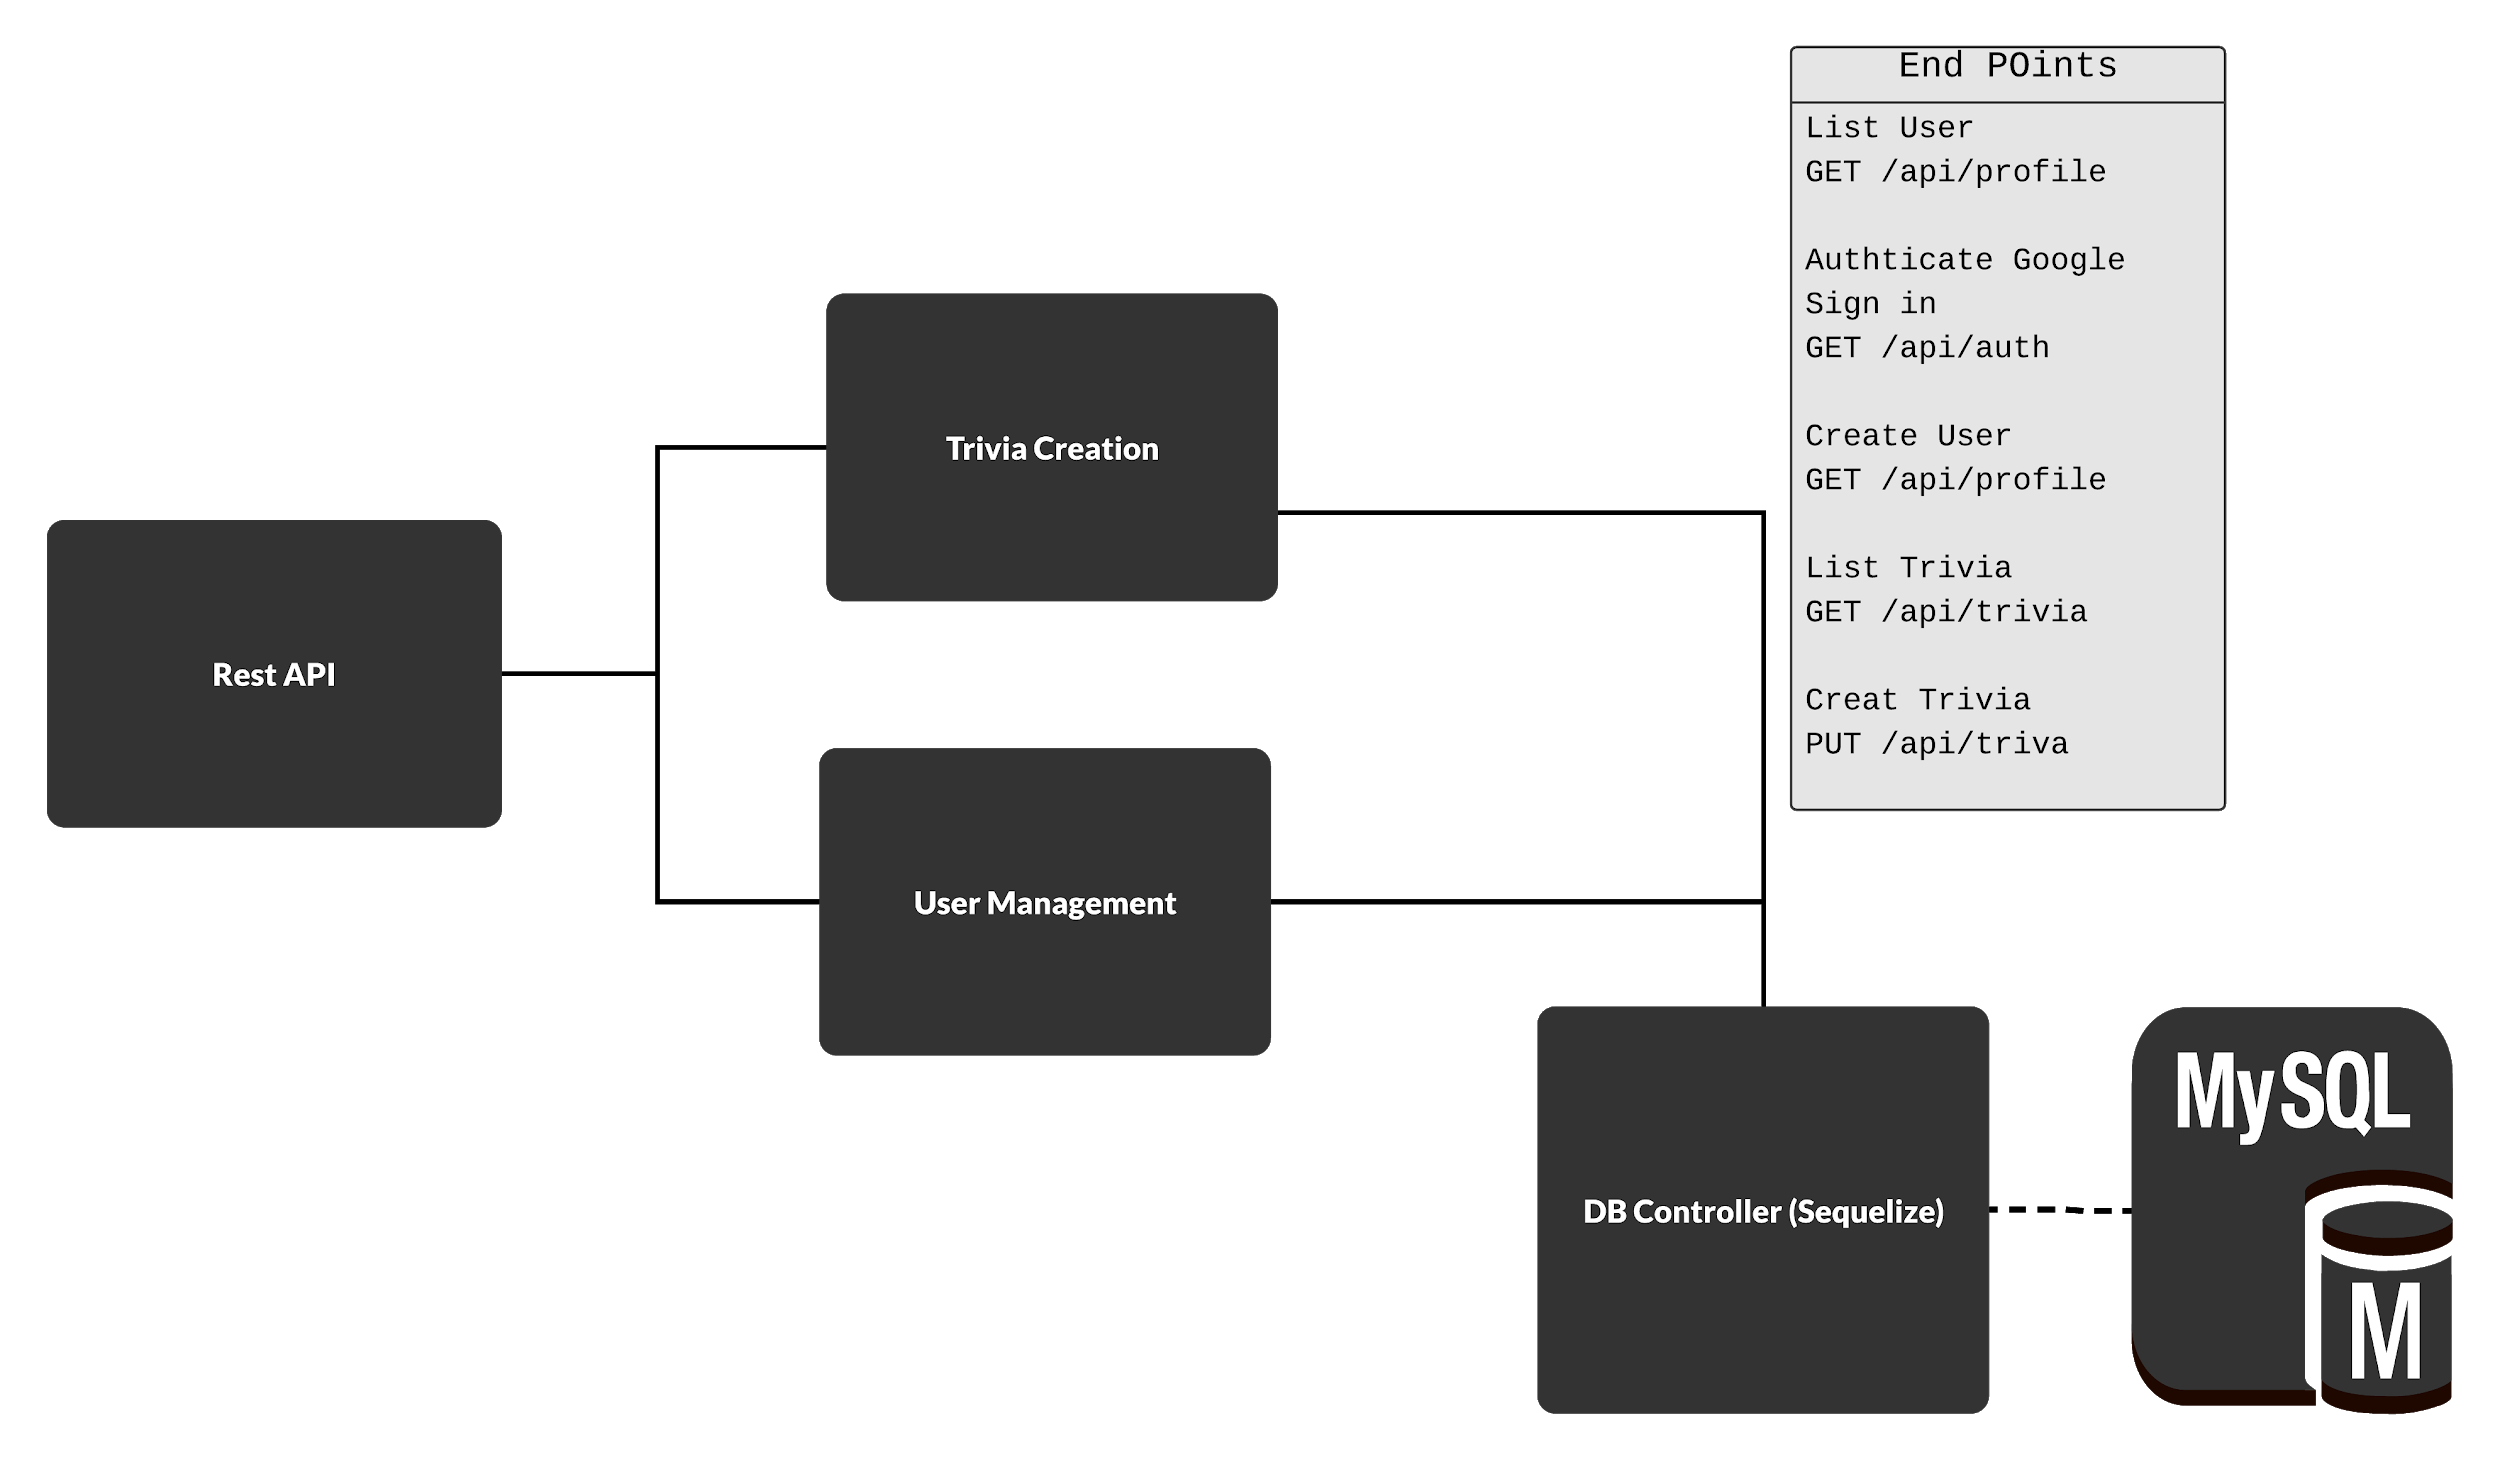 End POints
List User
GET /api/profile
Authticate Google
Sign in
GET /api/auth
Create User
GET /api/profile
List Trivia
GET /api/trivia
Creat Trivia
PUT /api/triva
Trivia Creation
Rest API
User Management
DB Controller (Sequelize)
MySQL
M